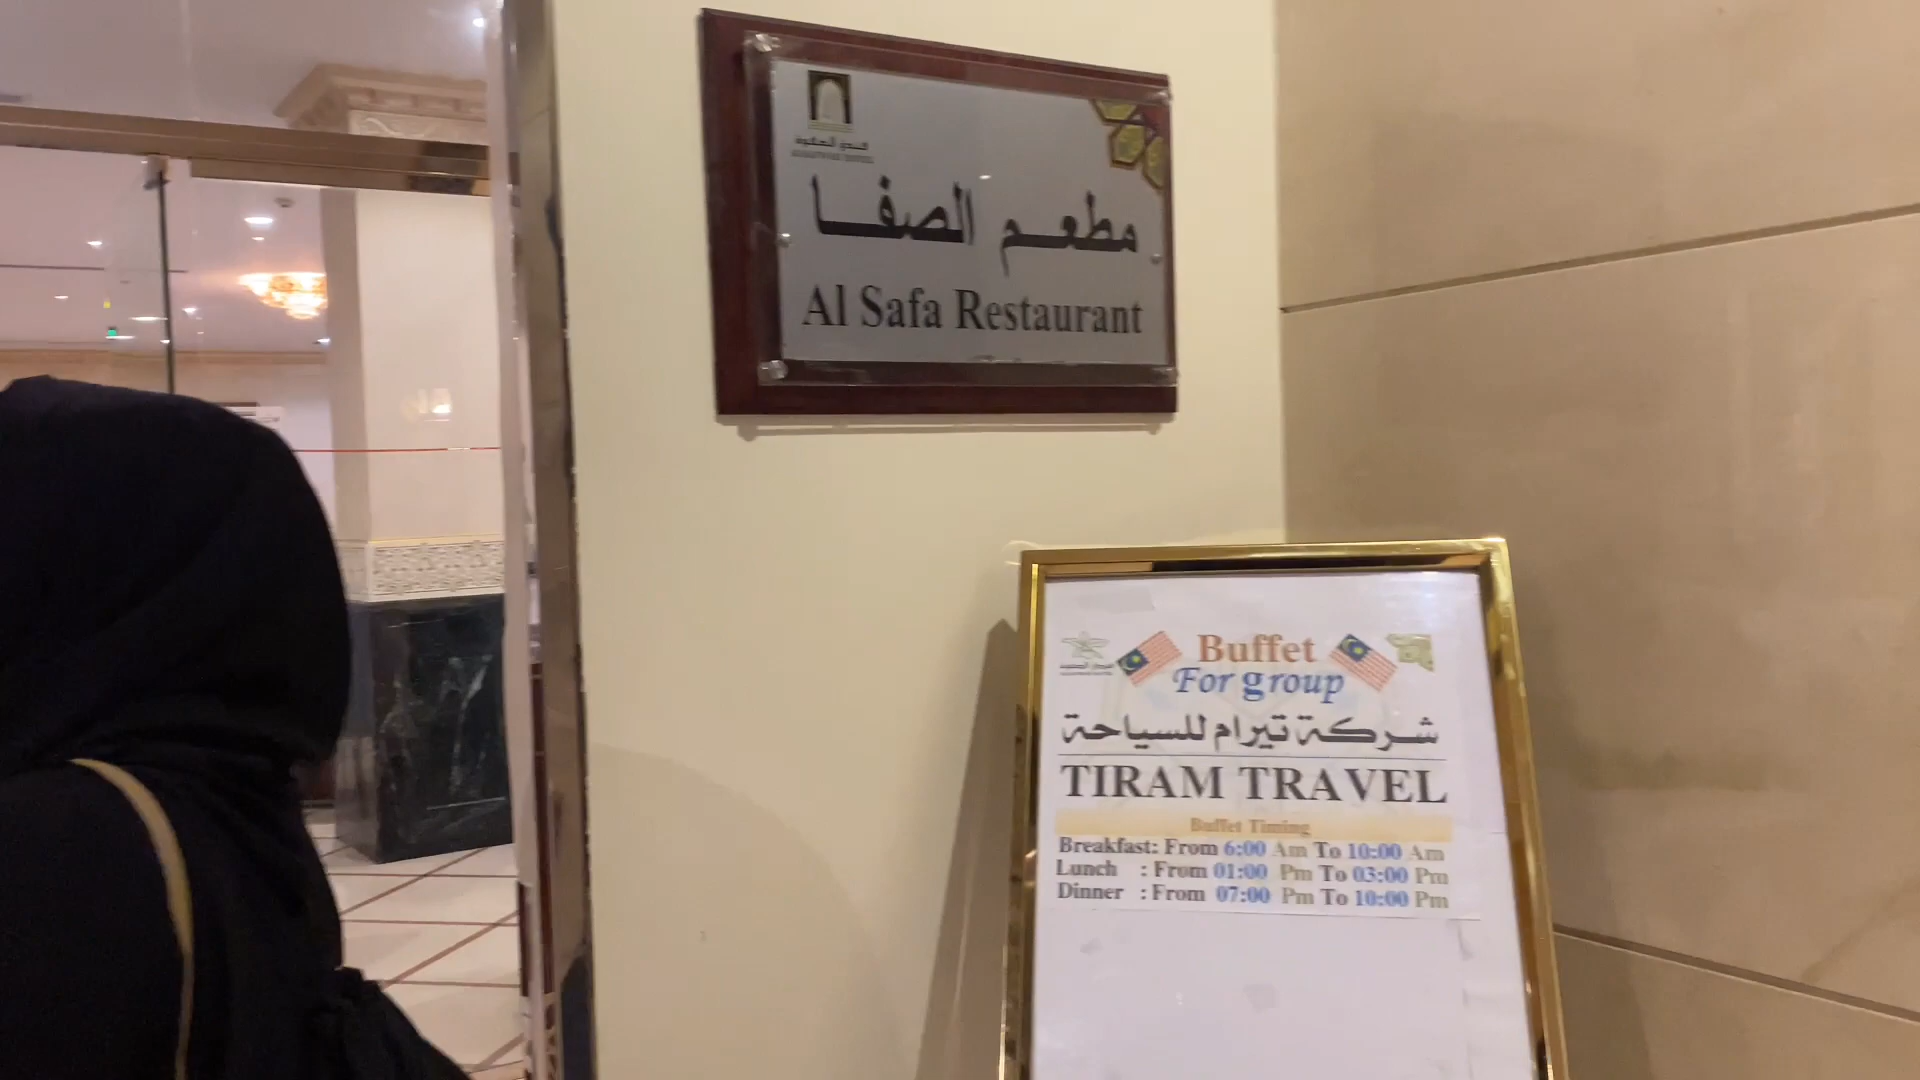 مطعم الصفا
Al Safa Restaurant
Buffet
For group
شركة تيرام للسياحة
TIRAM TRAVEL
Buffet Timing
Breakfast: From 6:00 Am To 10:00 Am
Lunch : From 01:00 Pm To 03:00 Pm
Dinner : From 07:00 Pm To 10:00 Pm